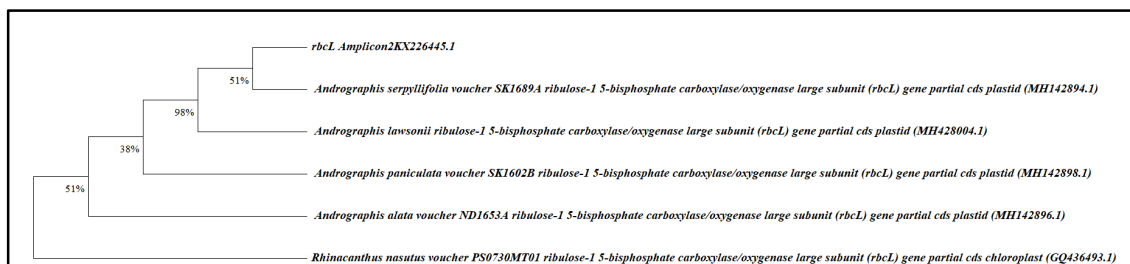 rbcL Amplicon2KX226445.1
51%
Andrographis serpyllifolia voucher SK1689A ribulose-1 5-bisphosphate carboxylase/oxygenase large subunit (rbcL) gene partial cds plastid (MH142894.1)
98%
Andrographis lawsonii ribulose-1 5-bisphosphate carboxylase/oxygenase large subunit (rbcL) gene partial cds plastid (MH428004.1)
38%
Andrographis paniculata voucher SK1602B ribulose-1 5-bisphosphate carboxylase/oxygenase large subunit (rbcL) gene partial cds plastid (MH142898.1)
51%
Andrographis alata voucher ND1653A ribulose-1 5-bisphosphate carboxylase/oxygenase large subunit (rbcL) gene partial cds plastid (MH142896.1)
Rhinacanthus nasutus voucher PS0730MT01 ribulose-1 5-bisphosphate carboxylase/oxygenase large subunit (rbcL) gene partial cds chloroplast (GQ436493.1)